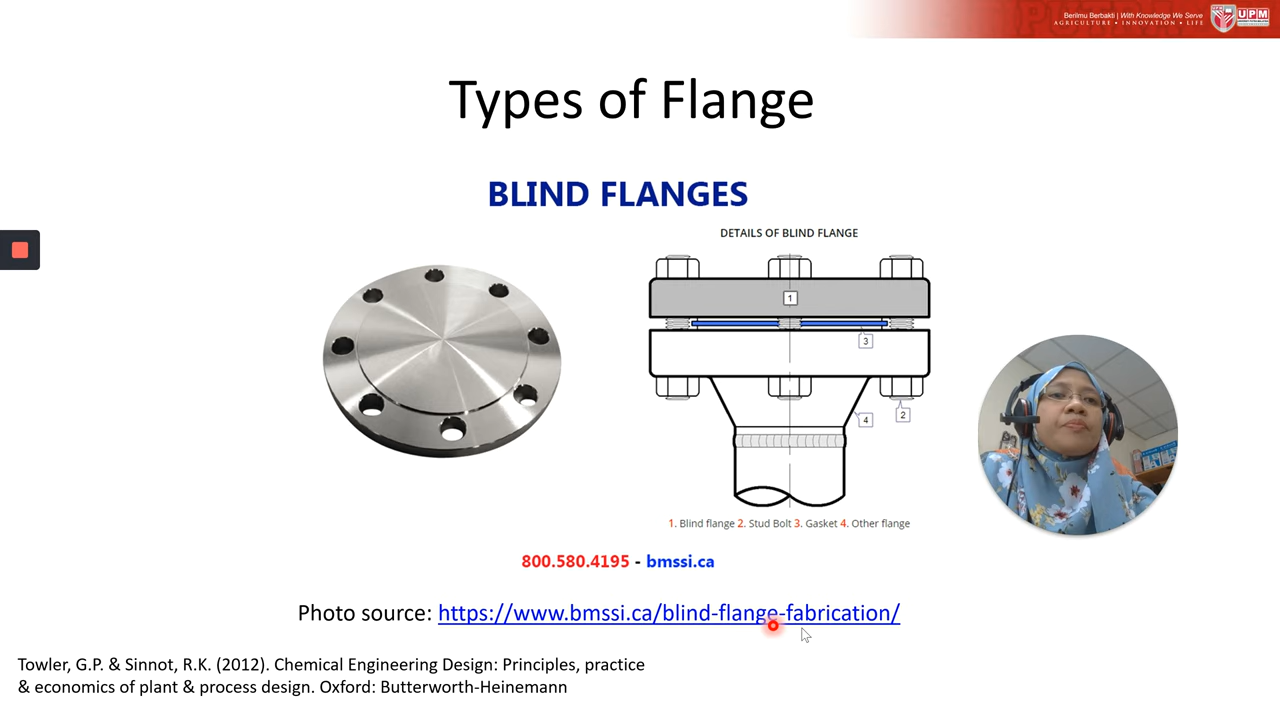 Berilmu Berbakti | With Knowledge We Serve
AGRICULTURE • INNOVATION • LIFE
UPM
Types of Flange
BLIND FLANGES
DETAILS OF BLIND FLANGE
1
3
2
4
1. Blind flange 2. Stud Bolt 3. Gasket 4. Other flange
800.580.4195 - bmssi.ca
Photo source: https://www.bmssi.ca/blind-flange-fabrication/
Towler, G.P. & Sinnot, R.K. (2012). Chemical Engineering Design: Principles, practice
& economics of plant & process design. Oxford: Butterworth-Heinemann